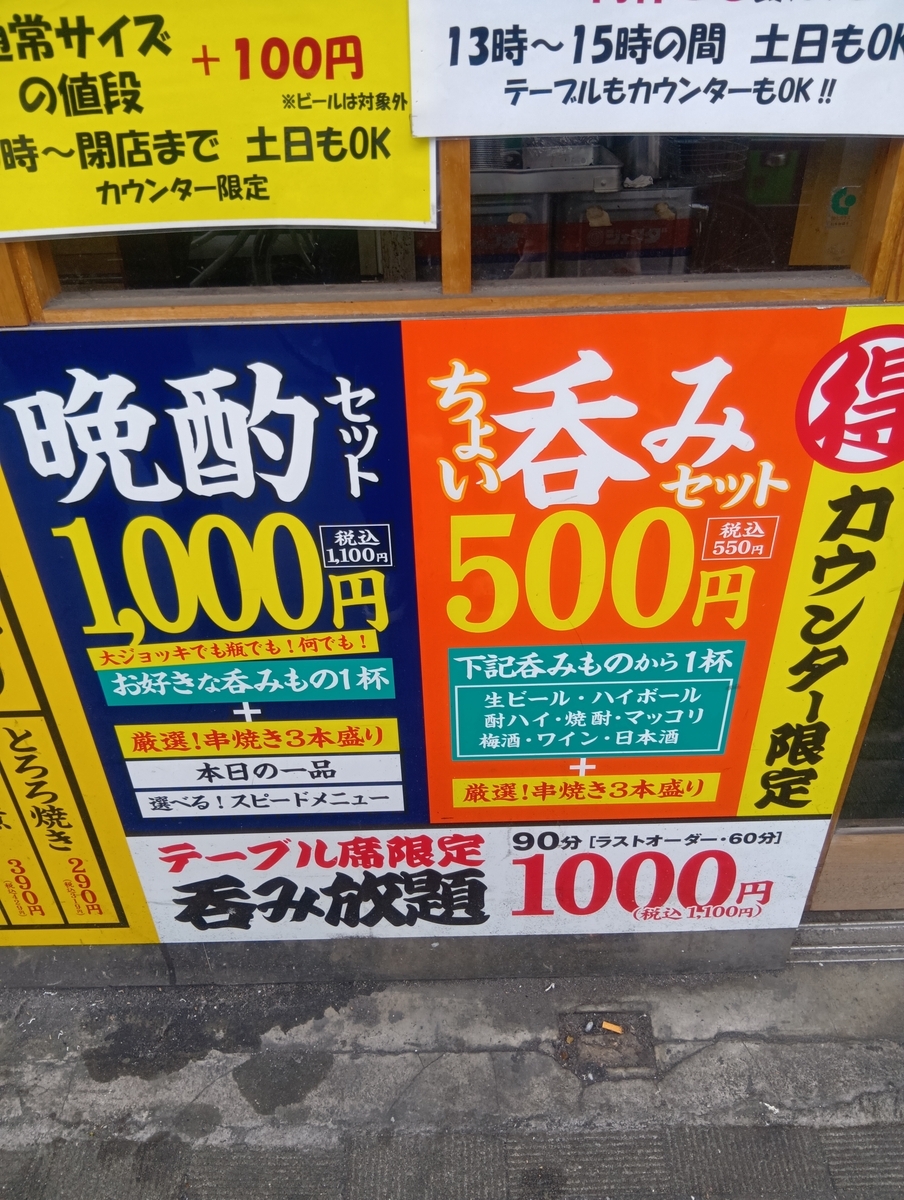 通常サイズ
の値段
+100円
※ビールは対象外
時～閉店まで 土日もOK
カウンター限定
13時～15時の間 土日もOK
テーブルもカウンターもOK!!
晩酌セット
1,000円
税込
1,100円
大ジョッキでも瓶でも!何でも!
お好きな呑みもの1杯
+
厳選!串焼き3本盛り
本日の一品
選べる!スピードメニュー
ちょい呑みセット
500円
税込
550円
下記呑みものから1杯
生ビール・ハイボール
酎ハイ・焼酎・マッコリ
梅酒・ワイン・日本酒
+
厳選!串焼き3本盛り
得
カウンター限定
とろろ焼き
290円
390円
テーブル席限定
呑み放題
90分 [ラストオーダー・60分]
1000円
(税込 1,100円)